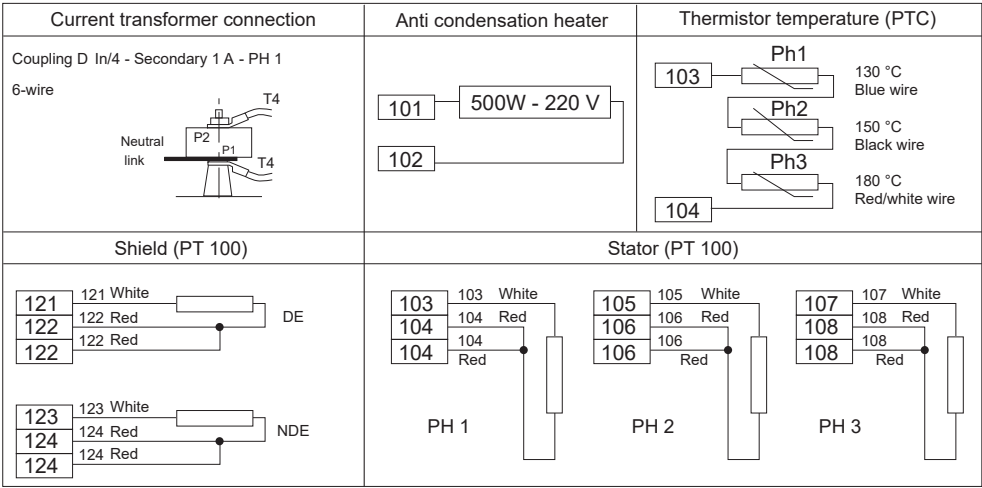 Current transformer connection
Coupling D In/4 - Secondary 1 A - PH 1
6-wire
T4
P2
Neutral
link
P1
T4
Anti condensation heater
101
500W - 220 V
102
Thermistor temperature (PTC)
Ph1
103
130 °C
Blue wire
Ph2
150 °C
Black wire
Ph3
180 °C
Red/white wire
104
Shield (PT 100)
121 121 White
122 122 Red
122 122 Red
DE
123 123 White
124 124 Red
124 124 Red
NDE
Stator (PT 100)
103 103 White
104 104 Red
104 104
Red
PH 1
105 105 White
106 106 Red
106 106
Red
PH 2
107 107 White
108 108 Red
108 108
Red
PH 3